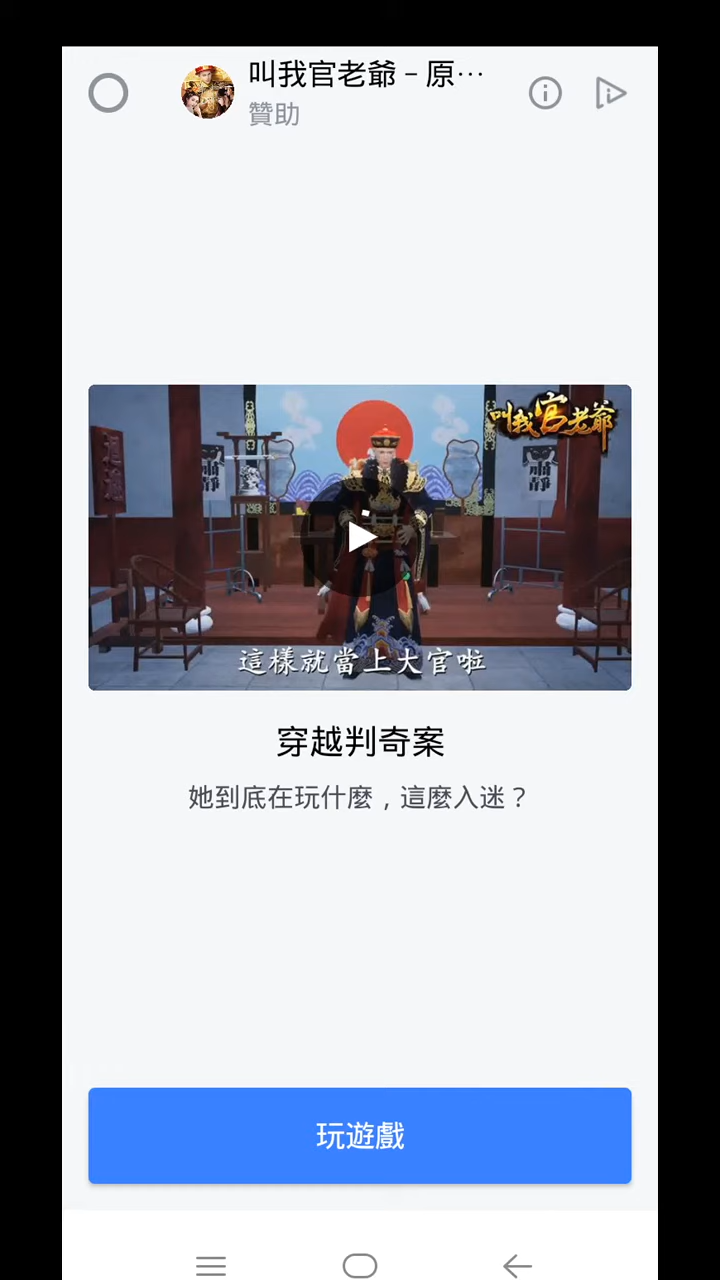 叫我官老爺 – 原…
贊助
叫我官老爺
迴避
肅靜
肅靜
這樣就當上大官啦
穿越判奇案
她到底在玩什麼，這麼入迷？
玩遊戲